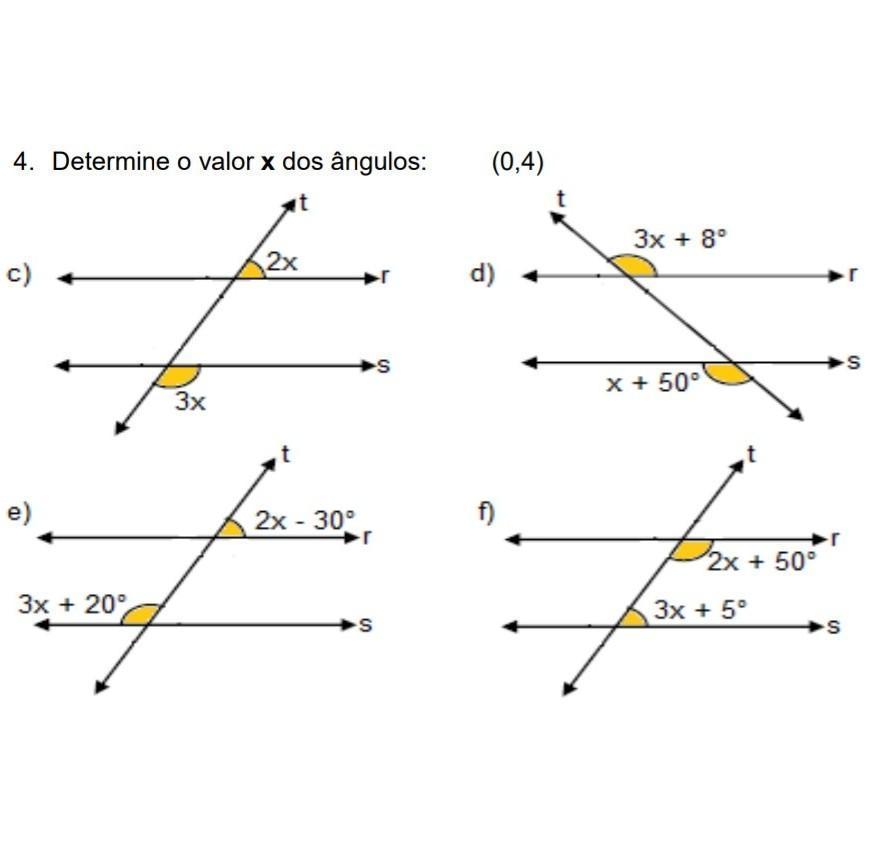 4. Determine o valor x dos ângulos: (0,4)
c)
t
2x
r
s
3x
d)
t
3x + 8°
r
s
x + 50°
e)
t
2x - 30°
r
3x + 20°
s
f)
t
r
2x + 50°
3x + 5°
s